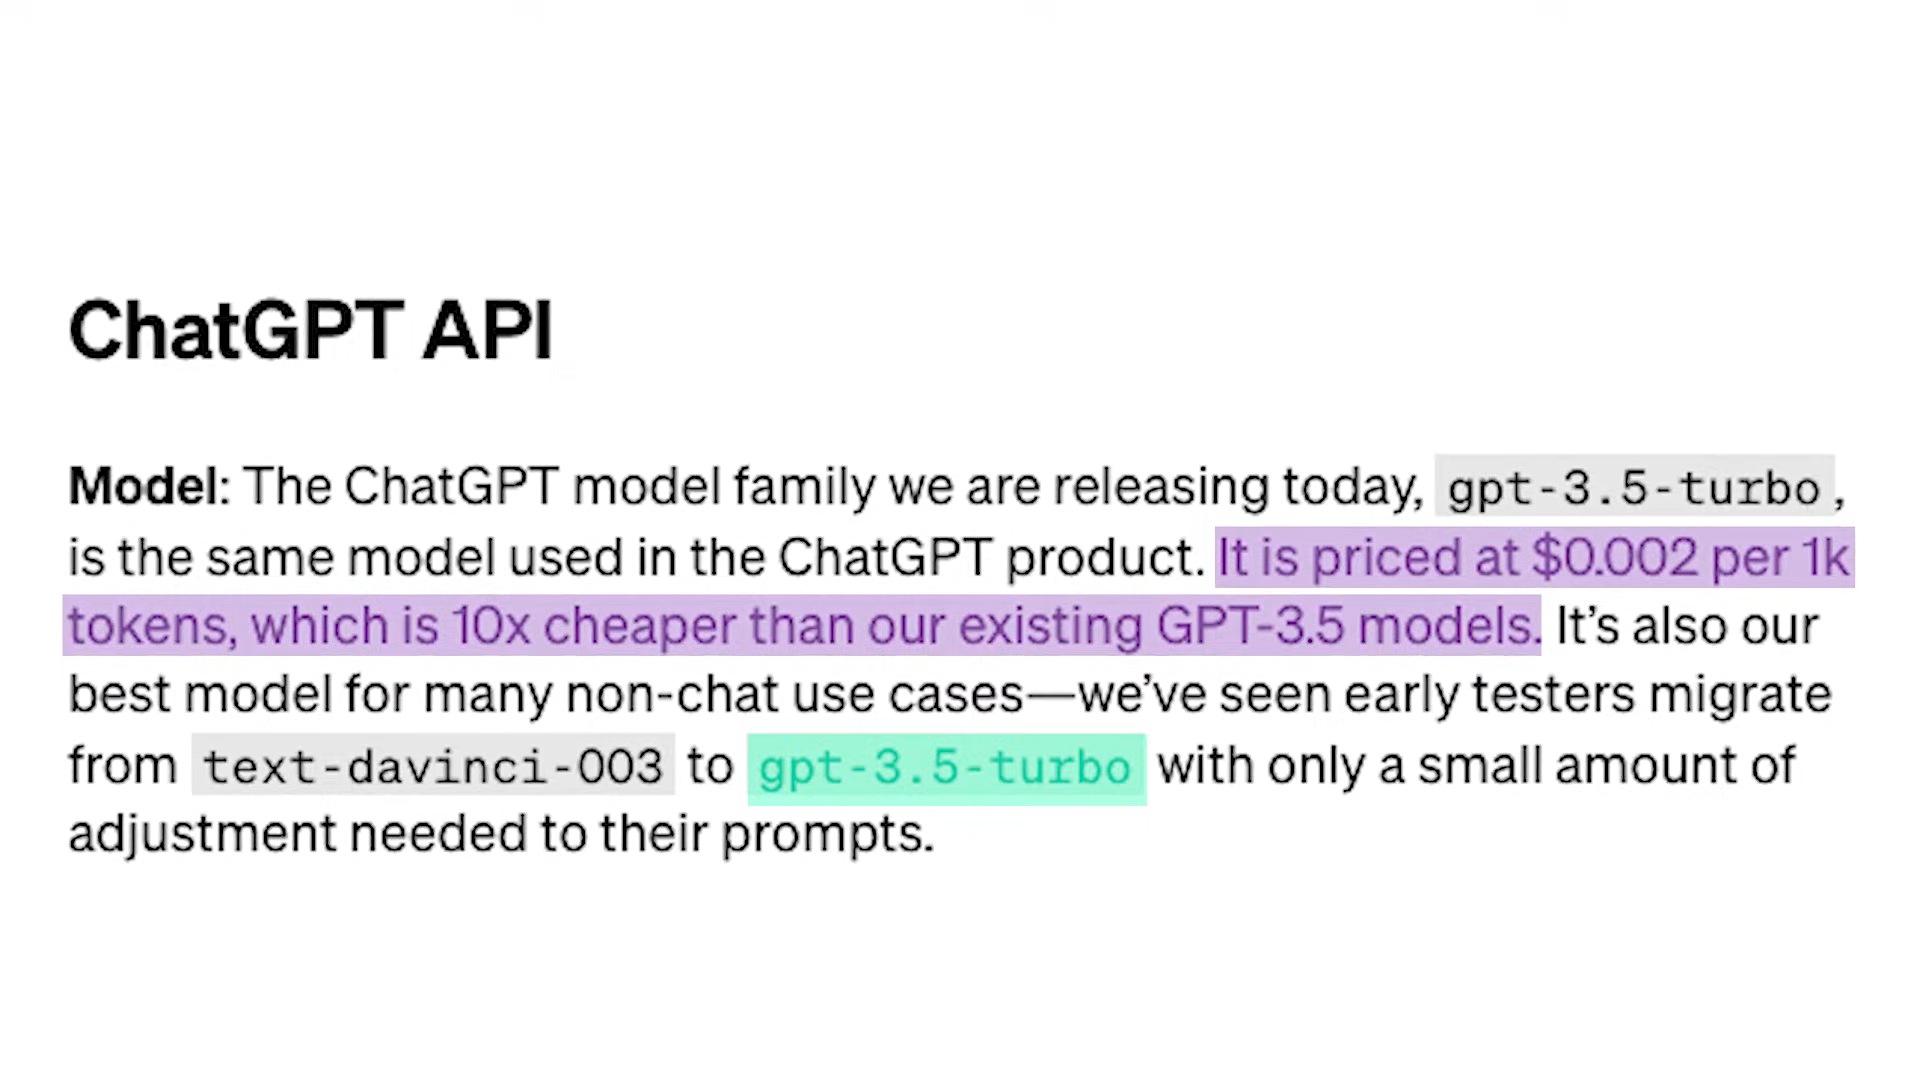 ChatGPT API
Model: The ChatGPT model family we are releasing today, gpt-3.5-turbo,
is the same model used in the ChatGPT product. It is priced at $0.002 per 1k
tokens, which is 10x cheaper than our existing GPT-3.5 models. It’s also our
best model for many non-chat use cases—we’ve seen early testers migrate
from text-davinci-003 to gpt-3.5-turbo with only a small amount of
adjustment needed to their prompts.